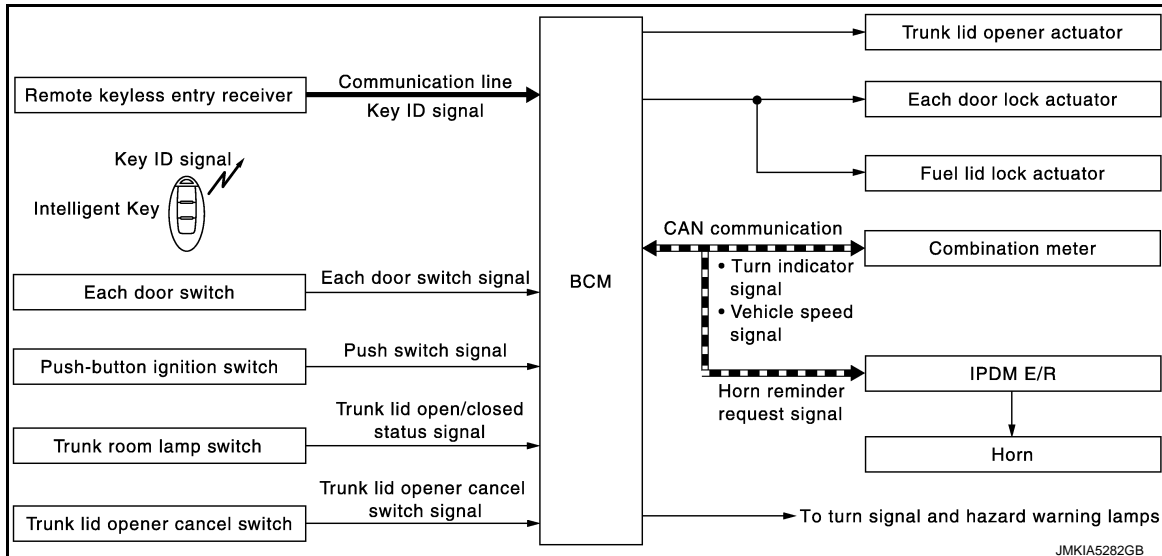 Remote keyless entry receiver
Communication line
Key ID signal
Key ID signal
Intelligent Key
Each door switch
Each door switch signal
Push-button ignition switch
Push switch signal
Trunk room lamp switch
Trunk lid open/closed
status signal
Trunk lid opener cancel switch
Trunk lid opener cancel
switch signal
BCM
Trunk lid opener actuator
Each door lock actuator
Fuel lid lock actuator
CAN communication
• Turn indicator
signal
• Vehicle speed
signal
Combination meter
Horn reminder
request signal
IPDM E/R
Horn
To turn signal and hazard warning lamps
JMKIA5282GB